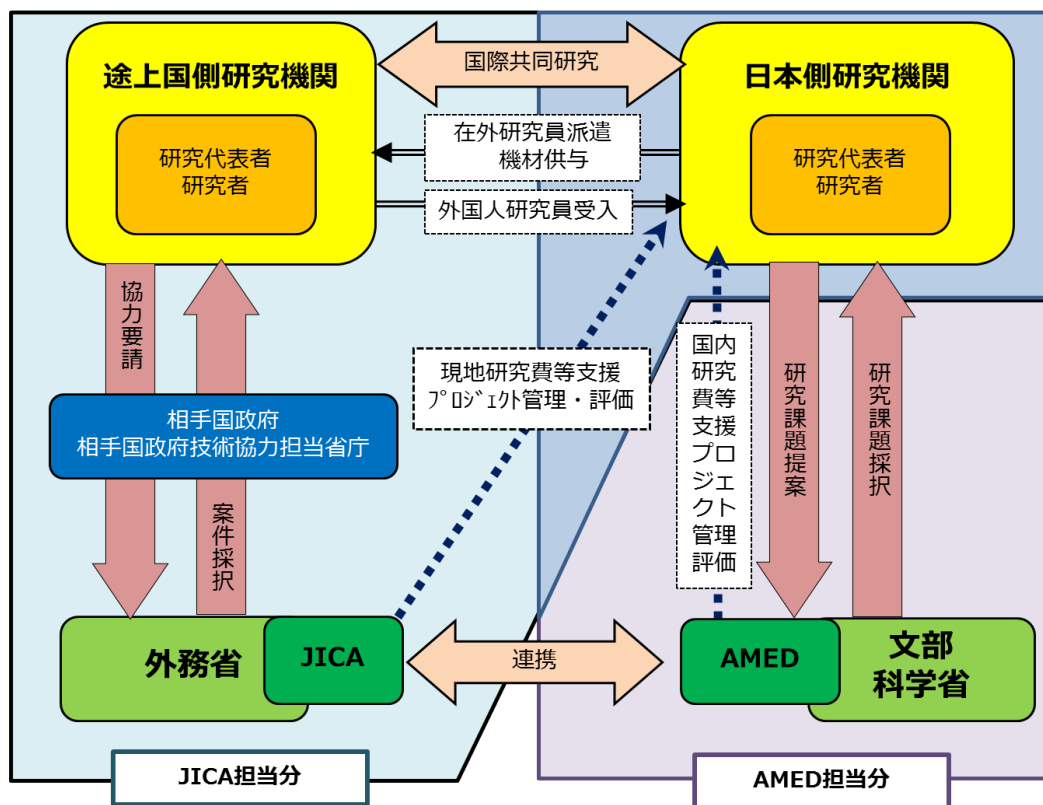 途上国側研究機関
研究代表者
研究者
国際共同研究
日本側研究機関
研究代表者
研究者
在外研究員派遣
機材供与
外国人研究員受入
協力要請
案件採択
相手国政府
相手国政府技術協力担当省庁
現地研究費等支援
ﾌﾟﾛｼﾞｪｸﾄ管理・評価
国内研究費等支援プロジェクト管理評価
研究課題提案
研究課題採択
外務省
JICA
連携
AMED
文部
科学省
JICA担当分
AMED担当分